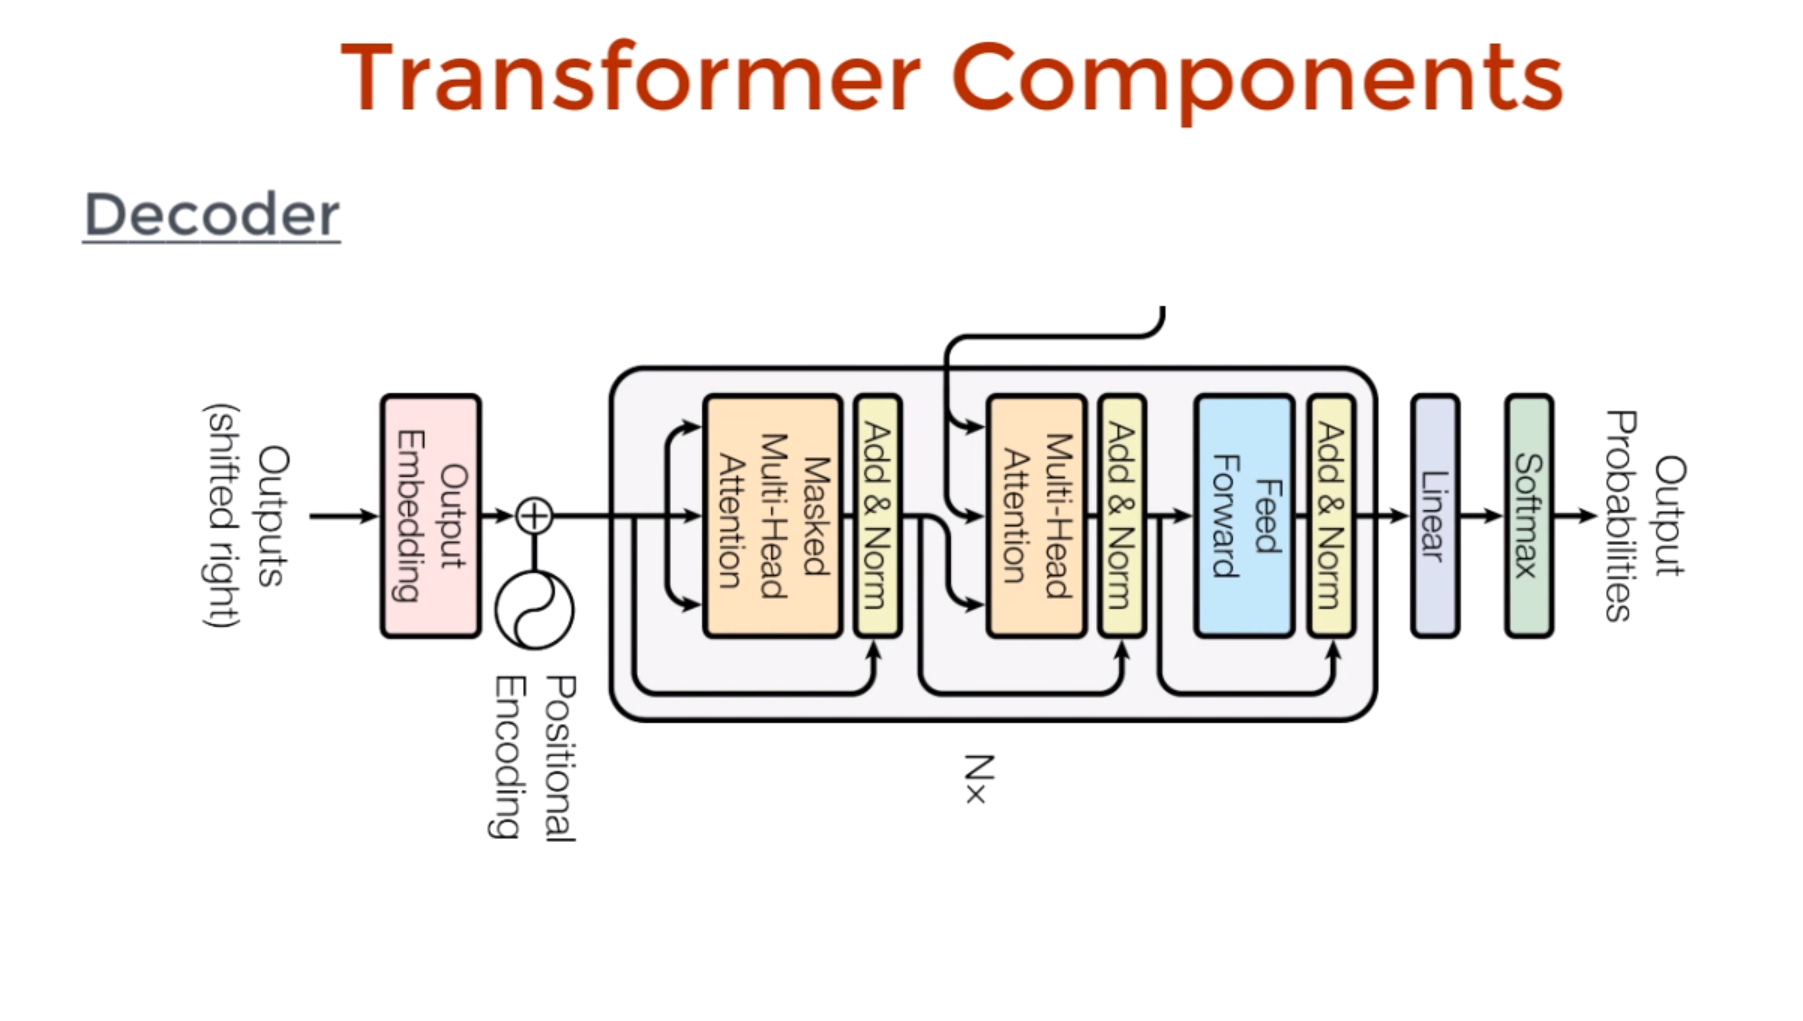 Transformer Components
Decoder
Outputs
(shifted right)
Output
Embedding
Positional
Encoding
Masked
Multi-Head
Attention
Add & Norm
Multi-Head
Attention
Add & Norm
Feed
Forward
Add & Norm
Nx
Linear
Softmax
Output
Probabilities